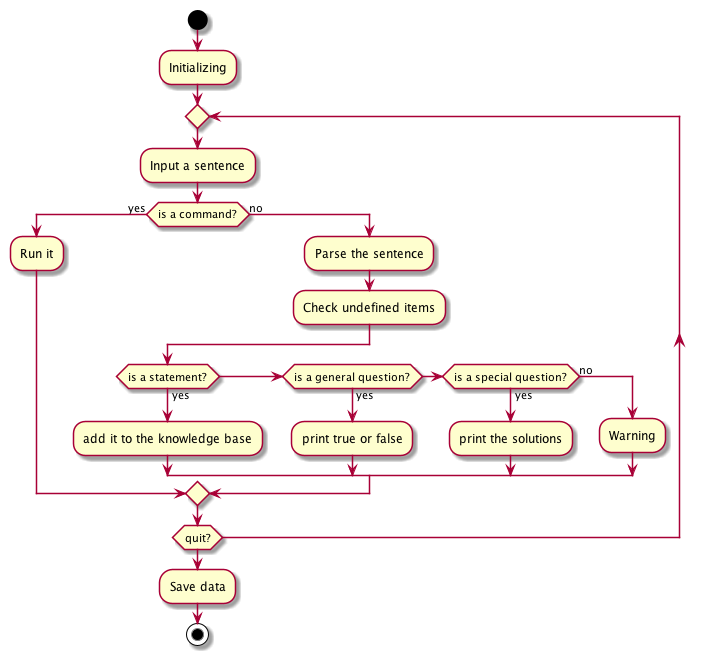 Initializing
Input a sentence
yes
is a command?
no
Run it
Parse the sentence
Check undefined items
is a statement?
is a general question?
is a special question?
no
yes
yes
yes
add it to the knowledge base
print true or false
print the solutions
Warning
quit?
Save data